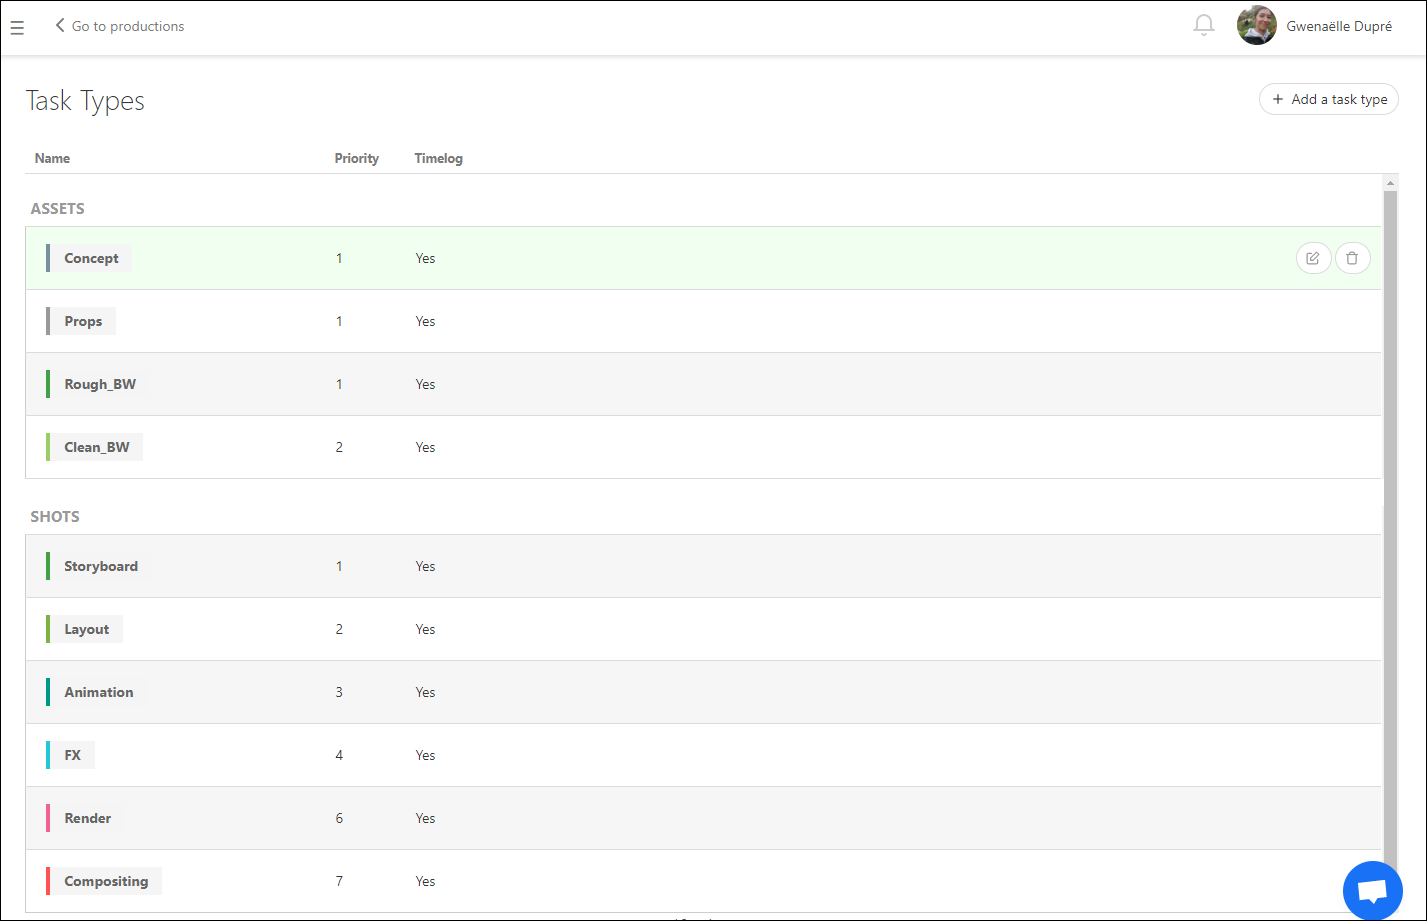 Go to productions
Gwenaëlle Dupré
Task Types
+ Add a task type
Name Priority Timelog
ASSETS
Concept 1 Yes
Props 1 Yes
Rough_BW 1 Yes
Clean_BW 2 Yes
SHOTS
Storyboard 1 Yes
Layout 2 Yes
Animation 3 Yes
FX 4 Yes
Render 6 Yes
Compositing 7 Yes